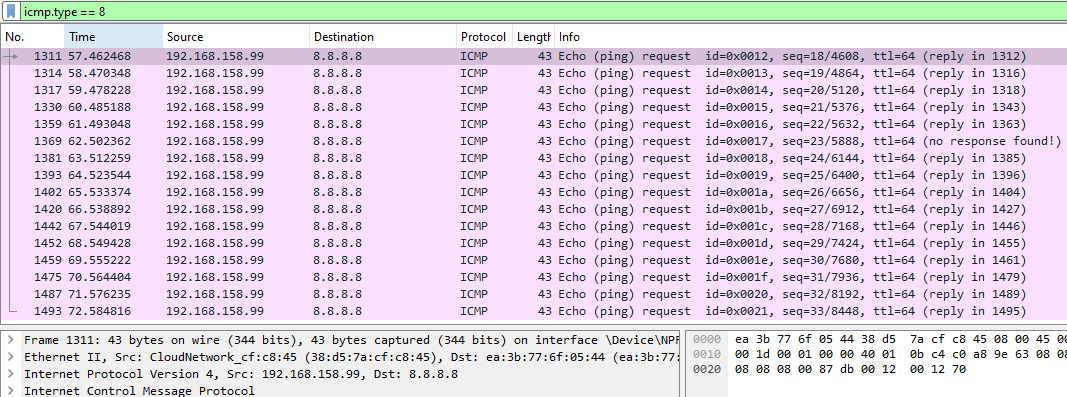 icmp.type == 8
No. Time Source Destination Protocol Length Info
1311 57.462468 192.168.158.99 8.8.8.8 ICMP 43 Echo (ping) request id=0x0012, seq=18/4608, ttl=64 (reply in 1312)
1314 58.470348 192.168.158.99 8.8.8.8 ICMP 43 Echo (ping) request id=0x0013, seq=19/4864, ttl=64 (reply in 1316)
1317 59.478228 192.168.158.99 8.8.8.8 ICMP 43 Echo (ping) request id=0x0014, seq=20/5120, ttl=64 (reply in 1318)
1330 60.485188 192.168.158.99 8.8.8.8 ICMP 43 Echo (ping) request id=0x0015, seq=21/5376, ttl=64 (reply in 1343)
1359 61.493048 192.168.158.99 8.8.8.8 ICMP 43 Echo (ping) request id=0x0016, seq=22/5632, ttl=64 (reply in 1363)
1369 62.502362 192.168.158.99 8.8.8.8 ICMP 43 Echo (ping) request id=0x0017, seq=23/5888, ttl=64 (no response found!)
1381 63.512259 192.168.158.99 8.8.8.8 ICMP 43 Echo (ping) request id=0x0018, seq=24/6144, ttl=64 (reply in 1385)
1393 64.523544 192.168.158.99 8.8.8.8 ICMP 43 Echo (ping) request id=0x0019, seq=25/6400, ttl=64 (reply in 1396)
1402 65.533374 192.168.158.99 8.8.8.8 ICMP 43 Echo (ping) request id=0x001a, seq=26/6656, ttl=64 (reply in 1404)
1420 66.538892 192.168.158.99 8.8.8.8 ICMP 43 Echo (ping) request id=0x001b, seq=27/6912, ttl=64 (reply in 1427)
1442 67.544019 192.168.158.99 8.8.8.8 ICMP 43 Echo (ping) request id=0x001c, seq=28/7168, ttl=64 (reply in 1446)
1452 68.549428 192.168.158.99 8.8.8.8 ICMP 43 Echo (ping) request id=0x001d, seq=29/7424, ttl=64 (reply in 1455)
1459 69.555222 192.168.158.99 8.8.8.8 ICMP 43 Echo (ping) request id=0x001e, seq=30/7680, ttl=64 (reply in 1461)
1475 70.564404 192.168.158.99 8.8.8.8 ICMP 43 Echo (ping) request id=0x001f, seq=31/7936, ttl=64 (reply in 1479)
1487 71.576235 192.168.158.99 8.8.8.8 ICMP 43 Echo (ping) request id=0x0020, seq=32/8192, ttl=64 (reply in 1489)
1493 72.584816 192.168.158.99 8.8.8.8 ICMP 43 Echo (ping) request id=0x0021, seq=33/8448, ttl=64 (reply in 1495)
Frame 1311: 43 bytes on wire (344 bits), 43 bytes captured (344 bits) on interface \Device\NPF
Ethernet II, Src: CloudNetwork_cf:c8:45 (38:d5:7a:cf:c8:45), Dst: ea:3b:77:6f:05:44 (ea:3b:77:
Internet Protocol Version 4, Src: 192.168.158.99, Dst: 8.8.8.8
Internet Control Message Protocol
0000 ea 3b 77 6f 05 44 38 d5 7a cf c8 45 08 00 45 00
0010 00 1d 00 01 00 00 40 01 0b c4 c0 a8 9e 63 08 08
0020 08 08 08 00 87 db 00 12 00 12 70